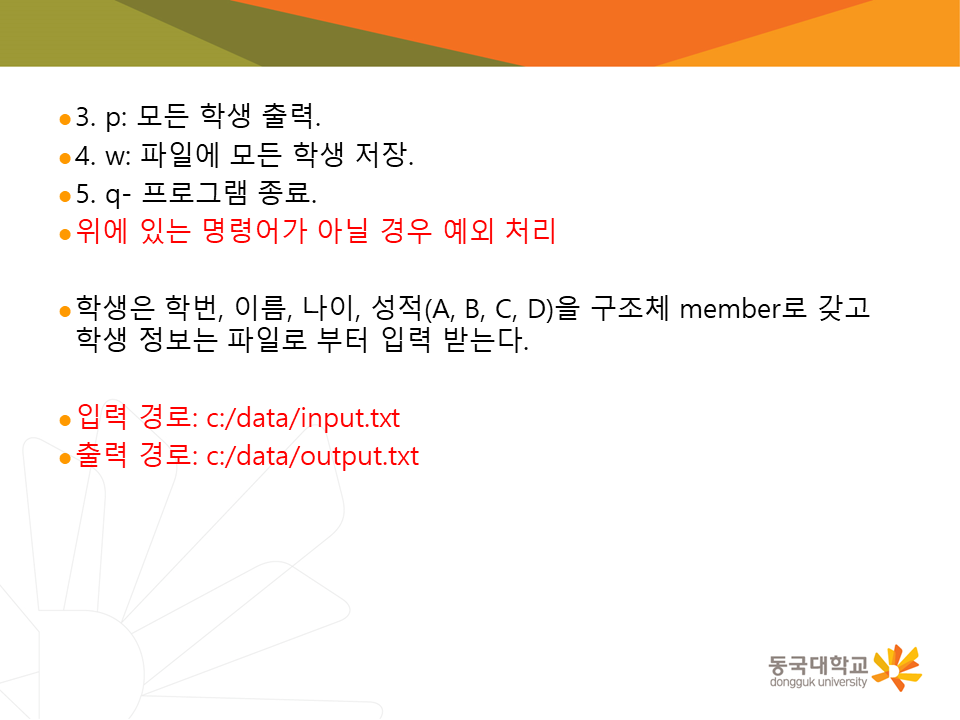 3. p: 모든 학생 출력.
4. w: 파일에 모든 학생 저장.
5. q- 프로그램 종료.
위에 있는 명령어가 아닐 경우 예외 처리
학생은 학번, 이름, 나이, 성적(A, B, C, D)을 구조체 member로 갖고
학생 정보는 파일로 부터 입력 받는다.
입력 경로: c:/data/input.txt
출력 경로: c:/data/output.txt
동국대학교
dongguk university